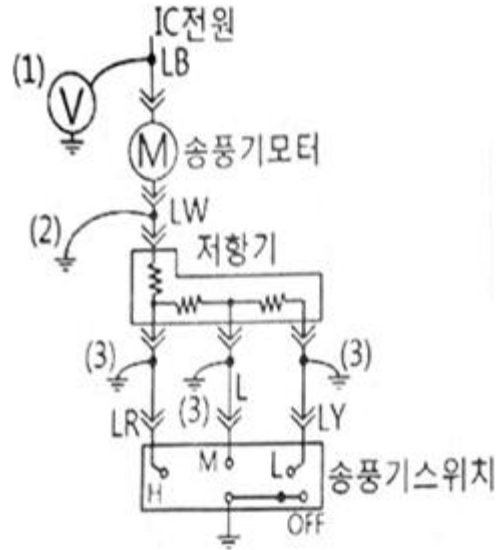 IC전원
(1) LB
V
M 송풍기모터
(2) LW
저항기
(3) (3)
L
LR (3) LY
M L 송풍기스위치
H
OFF